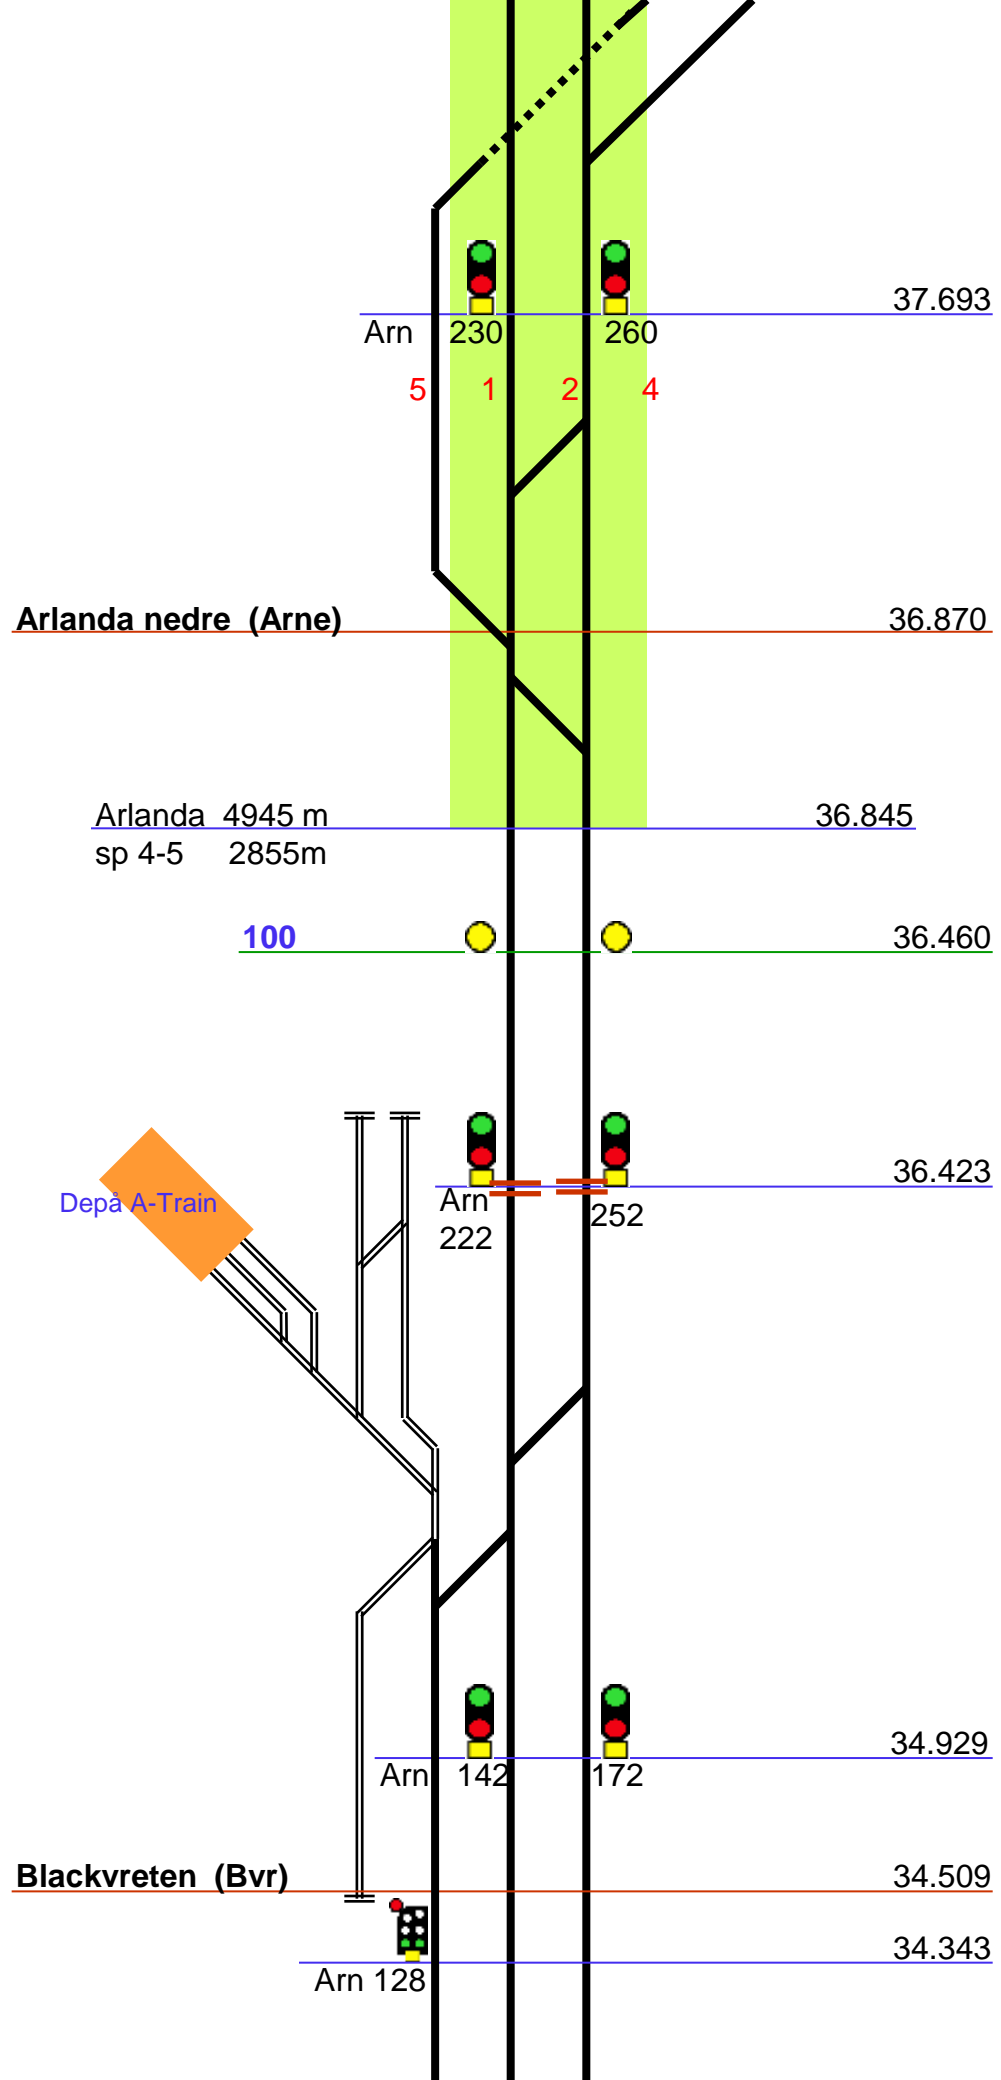 37.693
Arn 230 260
5 1 2 4
Arlanda nedre (Arne) 36.870
Arlanda 4945 m 36.845
sp 4-5 2855m
100 36.460
36.423
Depå A-Train
Arn
222
252
34.929
Arn 142 172
Blackvreten (Bvr) 34.509
34.343
Arn 128